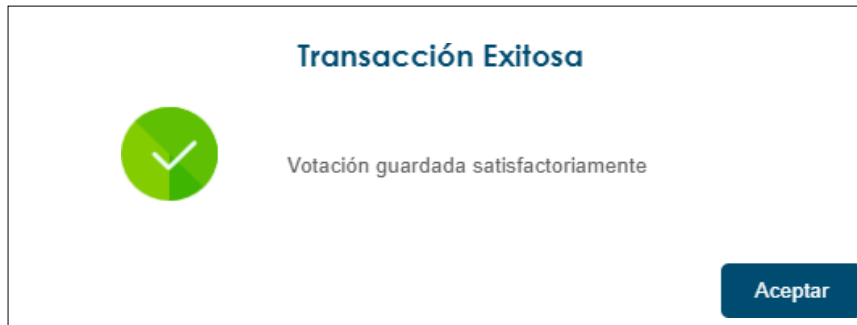 Transacción Exitosa
Votación guardada satisfactoriamente
Aceptar